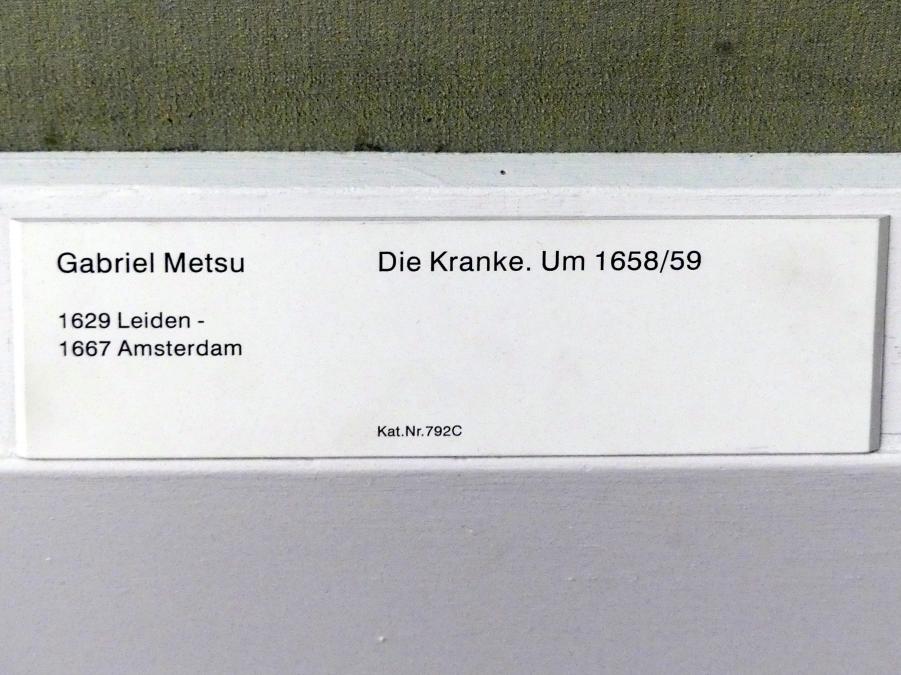 Gabriel Metsu
1629 Leiden -
1667 Amsterdam
Die Kranke. Um 1658/59
Kat.Nr.792C